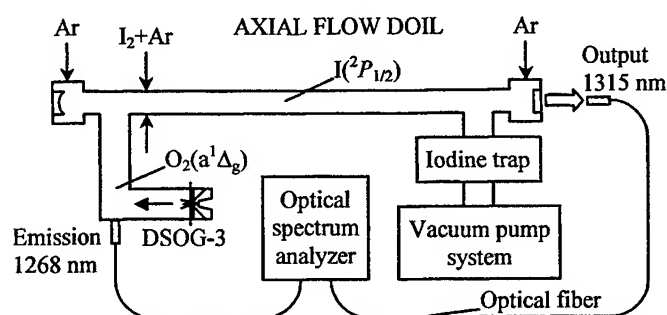 AXIAL FLOW DOIL
Ar
I₂+Ar
I(²P₁/₂)
Ar
Output
1315 nm
O₂(a¹Δg)
Iodine trap
Emission
1268 nm
DSOG-3
Optical
spectrum
analyzer
Vacuum pump
system
Optical fiber